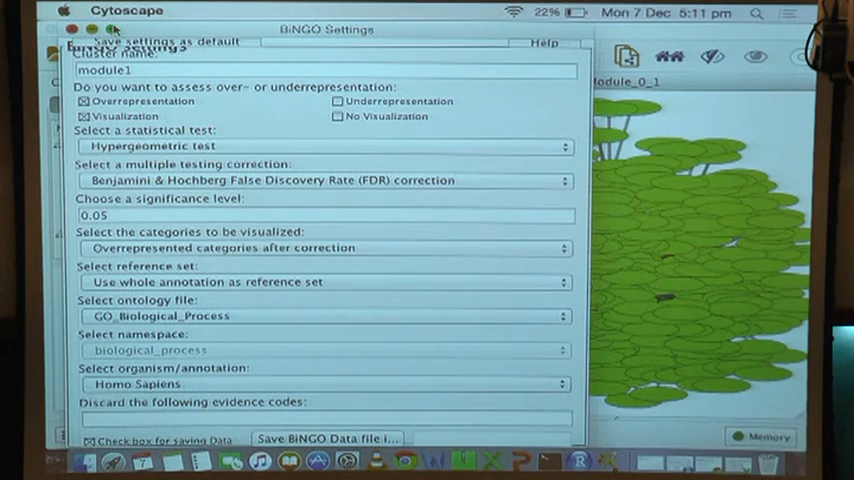 Cytoscape
22%
Mon 7 Dec 5:11 pm
BiNGO Settings
Save settings as default
Help
BiNGO Settings
Cluster name:
module1
Module_0_1
Do you want to assess over- or underrepresentation:
Overrepresentation
Underrepresentation
Visualization
No Visualization
Select a statistical test:
Hypergeometric test
Select a multiple testing correction:
Benjamini & Hochberg False Discovery Rate (FDR) correction
Choose a significance level:
0.05
Select the categories to be visualized:
Overrepresented categories after correction
Select reference set:
Use whole annotation as reference set
Select ontology file:
GO_Biological_Process
Select namespace:
biological_process
Select organism/annotation:
Homo Sapiens
Discard the following evidence codes:
Check box for saving Data
Save BiNGO Data file i...
Memory